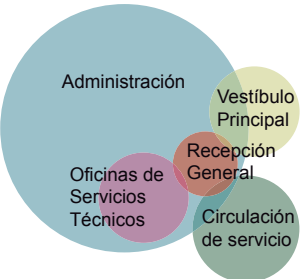 Administración
Vestíbulo
Principal
Recepción
General
Oficinas de
Servicios
Técnicos
Circulación
de servicio